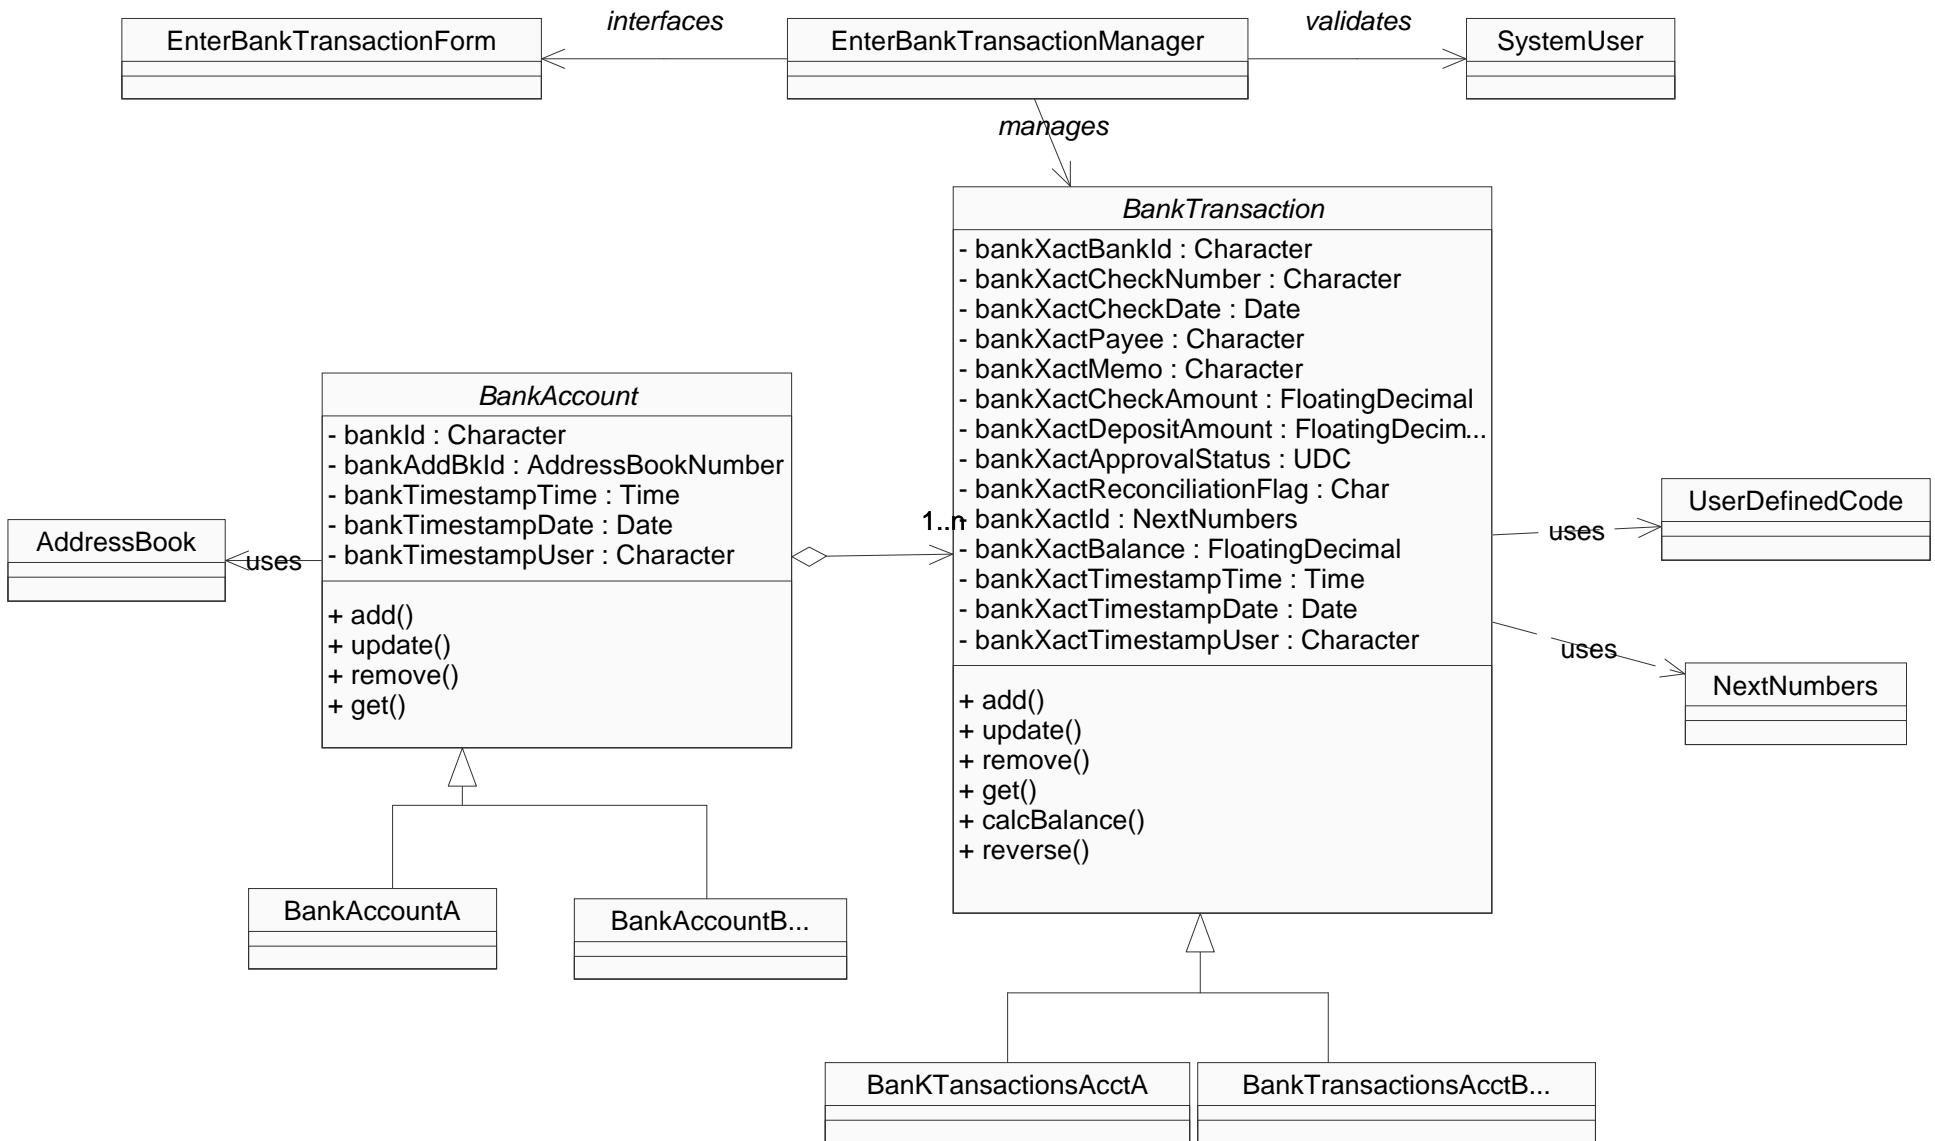 interfaces
validates
EnterBankTransactionForm
EnterBankTransactionManager
SystemUser
manages
BankTransaction
- bankXactBankId : Character
- bankXactCheckNumber : Character
- bankXactCheckDate : Date
- bankXactPayee : Character
- bankXactMemo : Character
- bankXactCheckAmount : FloatingDecimal
- bankXactDepositAmount : FloatingDecim...
- bankXactApprovalStatus : UDC
- bankXactReconciliationFlag : Char
- bankXactId : NextNumbers
- bankXactBalance : FloatingDecimal
- bankXactTimestampTime : Time
- bankXactTimestampDate : Date
- bankXactTimestampUser : Character
+ add()
+ update()
+ remove()
+ get()
+ calcBalance()
+ reverse()
BankAccount
- bankId : Character
- bankAddBkId : AddressBookNumber
- bankTimestampTime : Time
- bankTimestampDate : Date
- bankTimestampUser : Character
+ add()
+ update()
+ remove()
+ get()
1..n
AddressBook
uses
uses
UserDefinedCode
uses
NextNumbers
BankAccountA
BankAccountB...
BanKTansactionsAcctA
BankTransactionsAcctB...